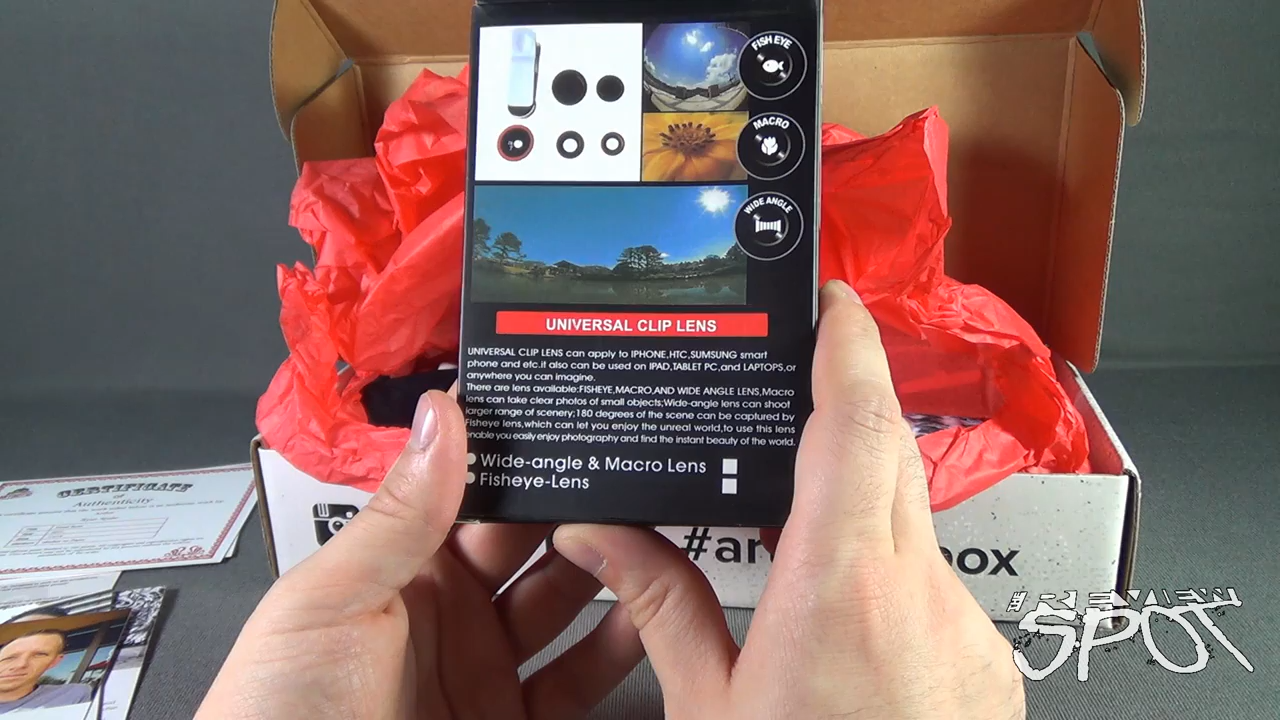 FISH EYE
MACRO
WIDE ANGLE
UNIVERSAL CLIP LENS
UNIVERSAL CLIP LENS can apply to IPHONE,HTC,SUMSUNG smart
phone and etc.it also can be used on IPAD,TABLET PC,and LAPTOPS,or
anywhere you can imagine.
There are lens available:FISHEYE,MACRO,AND WIDE ANGLE LENS,Macro
lens can take clear photos of small objects;Wide-angle lens can shoot
larger range of scenery;180 degrees of the scene can be captured by
Fisheye lens,which can let you enjoy the unreal world,to use this lens
enable you easily enjoy photography and find the instant beauty of the world.
Wide-angle & Macro Lens
Fisheye-Lens
CERTIFICATE
of
Authenticity
#ar
box
THE REVIEW
SPOT